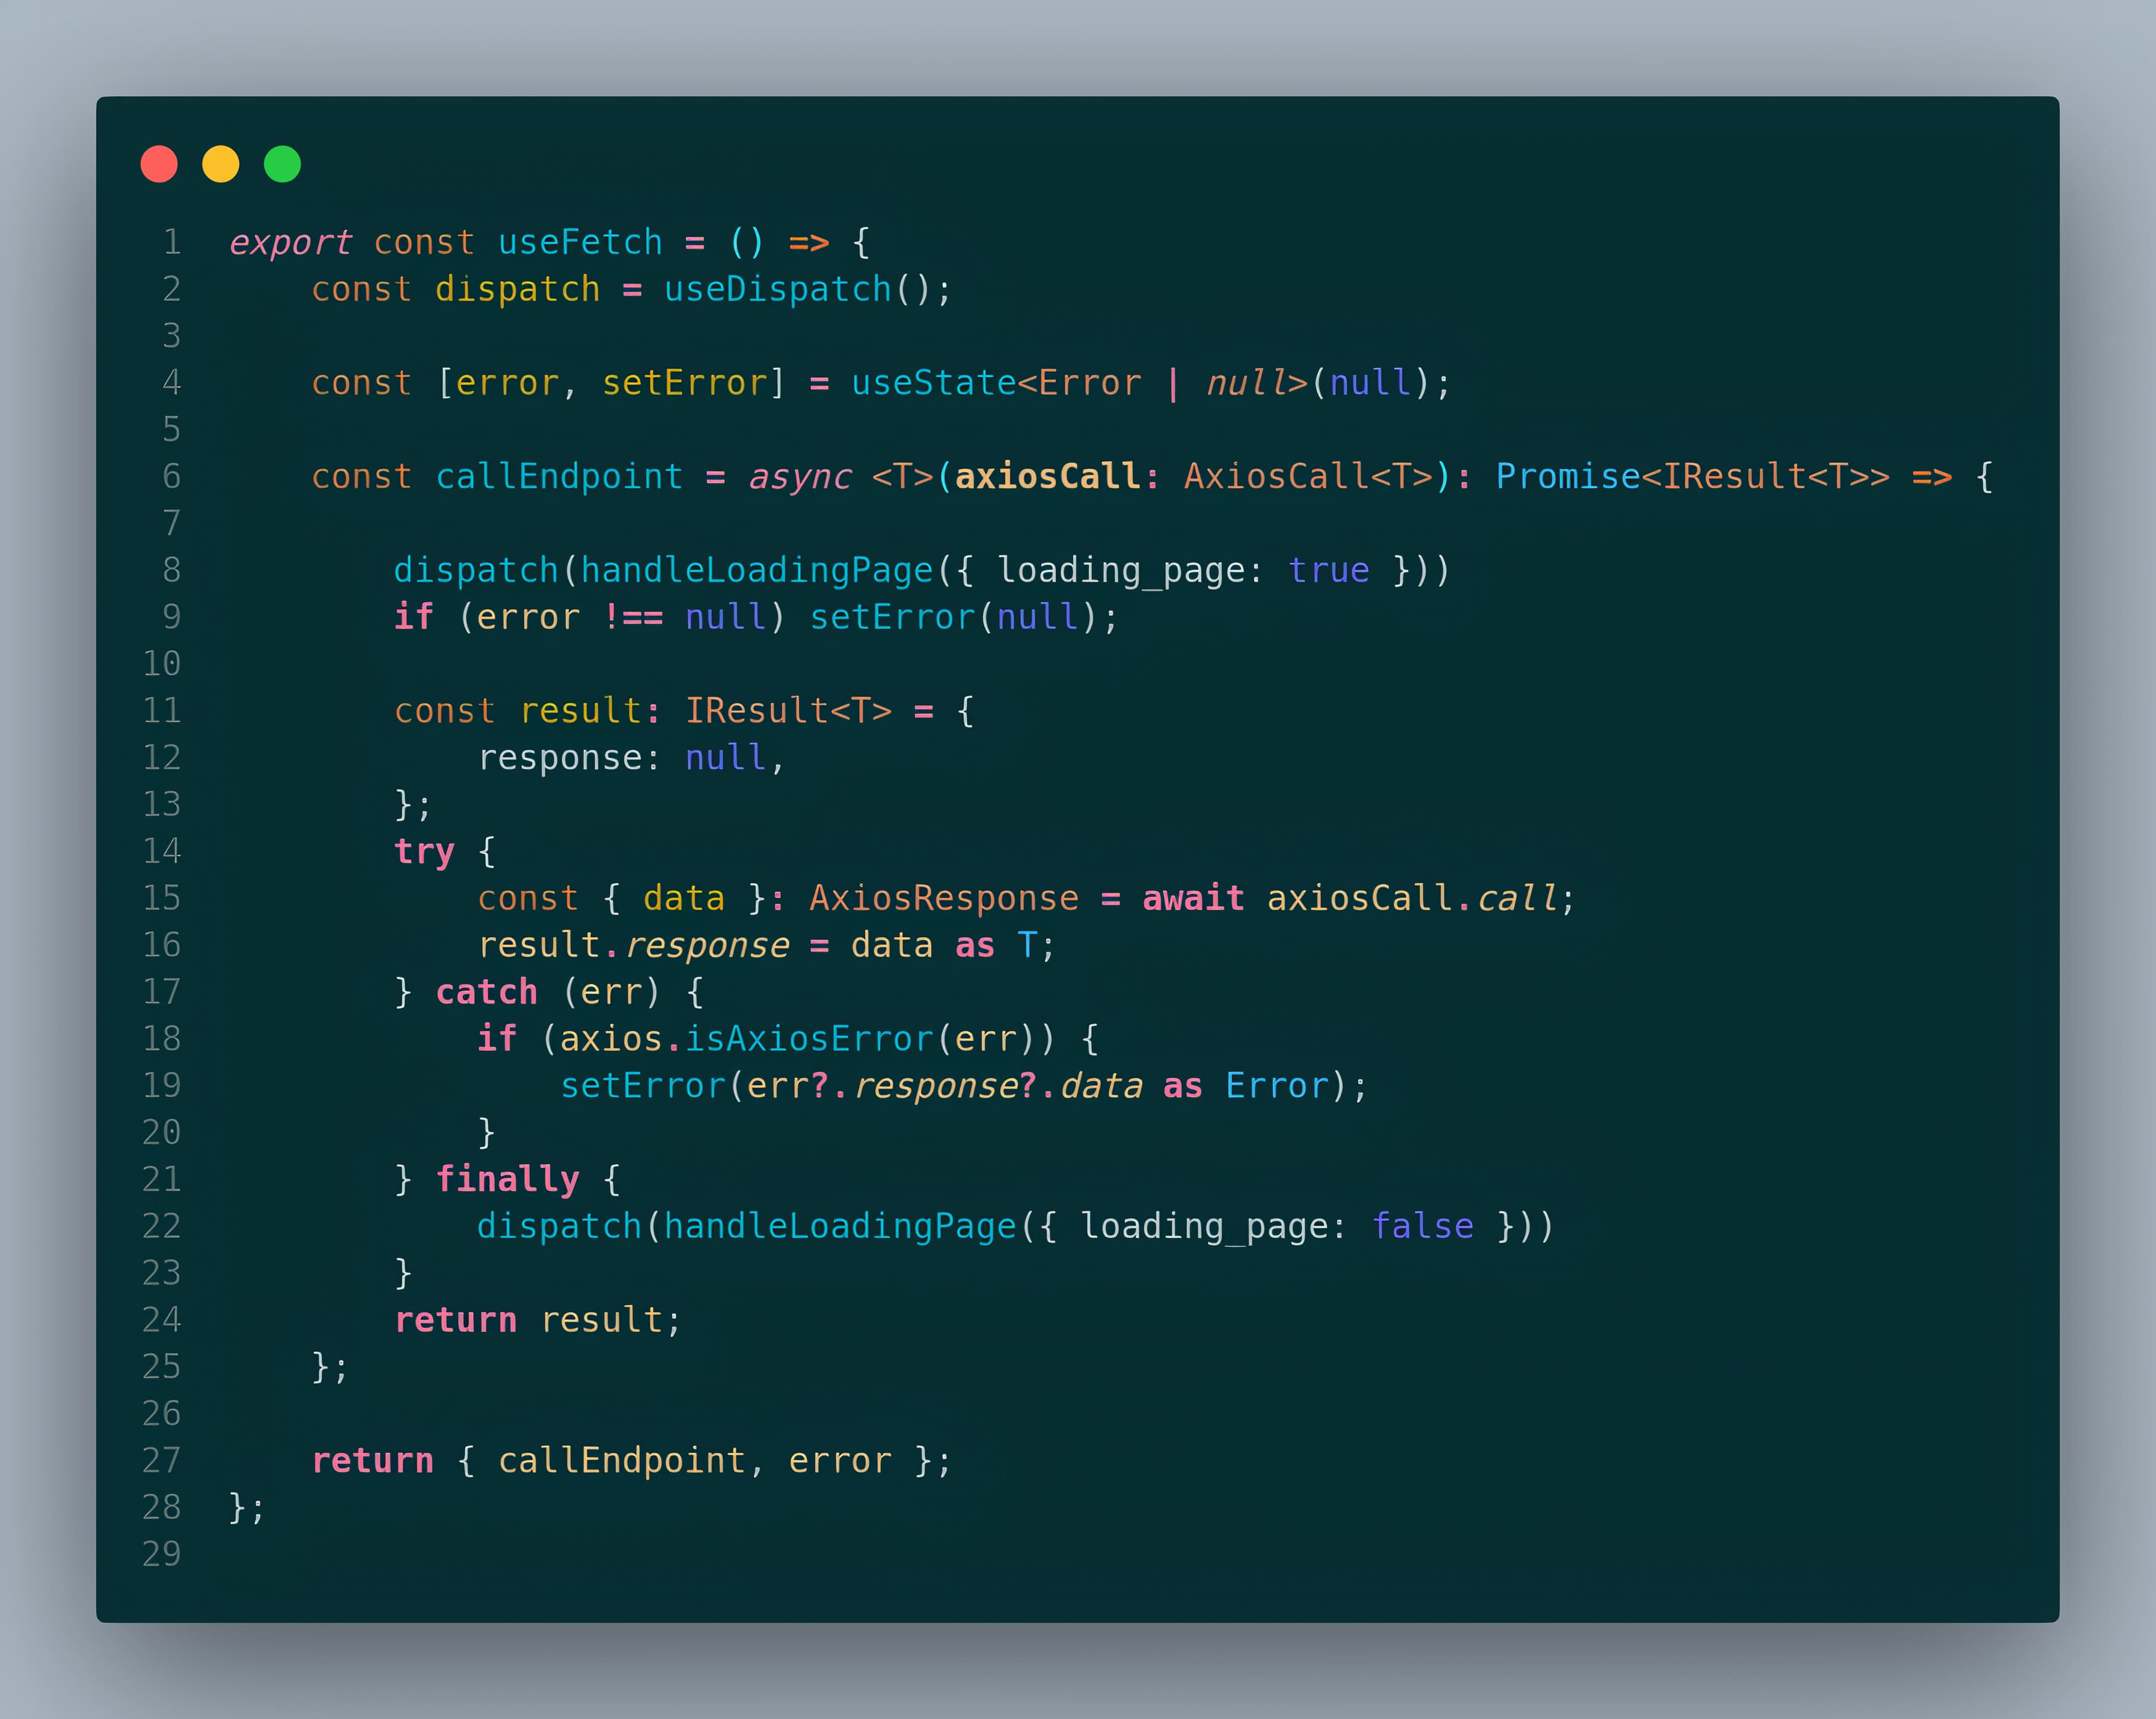 1 export const useFetch = () => {
2     const dispatch = useDispatch();
3
4     const [error, setError] = useState<Error | null>(null);
5
6     const callEndpoint = async <T>(axiosCall: AxiosCall<T>): Promise<IResult<T>> => {
7
8         dispatch(handleLoadingPage({ loading_page: true }))
9         if (error !== null) setError(null);
10
11         const result: IResult<T> = {
12             response: null,
13         };
14         try {
15             const { data }: AxiosResponse = await axiosCall.call;
16             result.response = data as T;
17         } catch (err) {
18             if (axios.isAxiosError(err)) {
19                 setError(err?.response?.data as Error);
20             }
21         } finally {
22             dispatch(handleLoadingPage({ loading_page: false }))
23         }
24         return result;
25     };
26
27     return { callEndpoint, error };
28 };
29